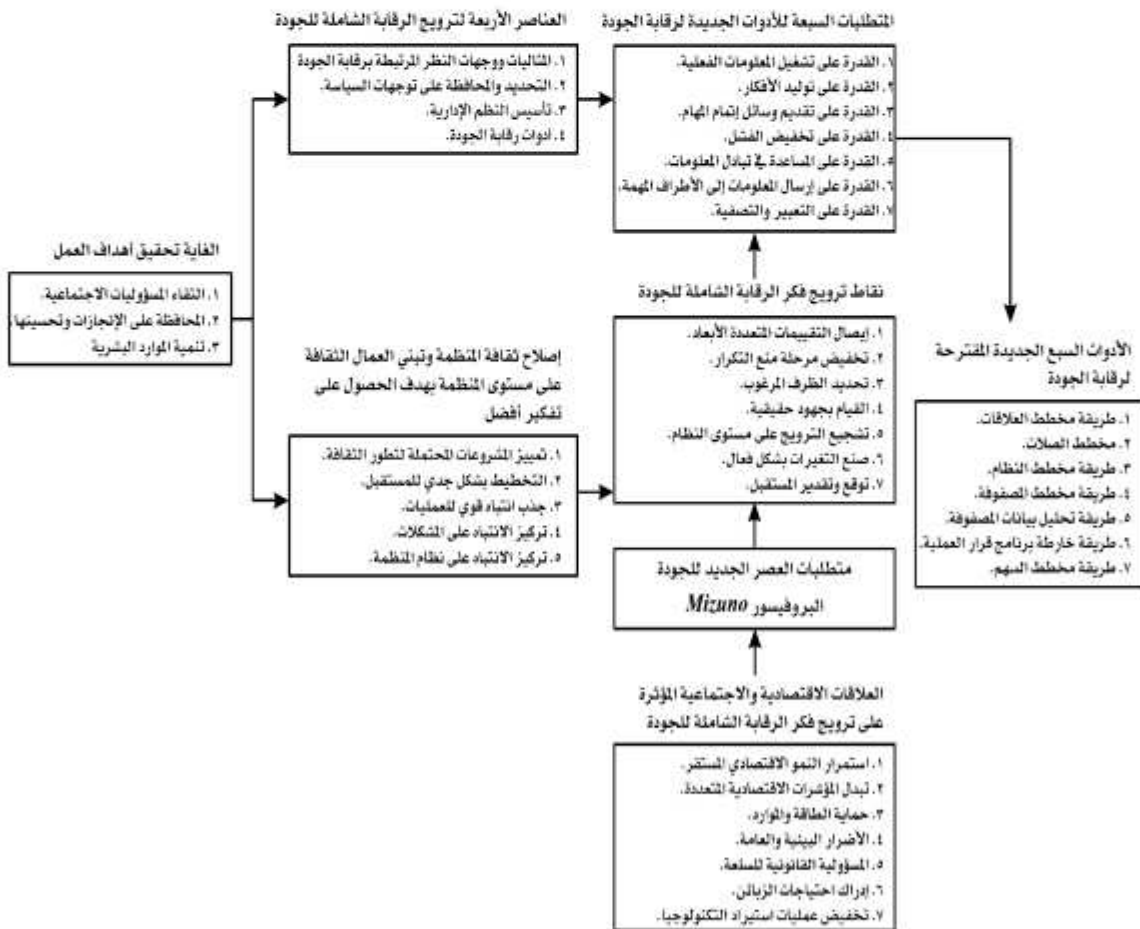 العناصر الأربعة لترويج الرقابة الشاملة للجودة
١. المثاليات ووجهات النظر المرتبطة برقابة الجودة
٢. التحديد والمحافظة على توجهات السياسة.
٣. تأسيس النظم الإدارية.
٤. أدوات رقابة الجودة.
المتطلبات السبعة للأدوات الجديدة لرقابة الجودة
١. القدرة على تشغيل المعلومات الفعلية.
٢. القدرة على توليد الأفكار.
٣. القدرة على تقديم وسائل إتمام المهام.
٤. القدرة على تخفيض الفشل.
٥. القدرة على المساعدة في تبادل المعلومات.
٦. القدرة على إرسال المعلومات إلى الأطراف المهمة.
٧. القدرة على التعبير والتصفية.
الغاية تحقيق أهداف العمل
١. التقاء المسؤوليات الاجتماعية.
٢. المحافظة على الإنجازات وتحسينها.
٣. تنمية الموارد البشرية
إصلاح ثقافة المنظمة وتبني العمال الثقافة
على مستوى المنظمة بهدف الحصول على
تفكير أفضل
١. تمييز المشروعات المحتملة لتطور الثقافة.
٢. التخطيط بشكل جدي للمستقبل.
٣. جذب انتباه قوي للعمليات.
٤. تركيز الانتباه على المشكلات.
٥. تركيز الانتباه على نظام المنظمة.
نقاط ترويج فكر الرقابة الشاملة للجودة
١. إيصال التقييمات المتعددة الأبعاد.
٢. تخفيض مرحلة منع التكرار.
٣. تحديد الظرف المرغوب.
٤. القيام بجهود حقيقية.
٥. تشجيع الترويج على مستوى النظام.
٦. صنع التغيرات بشكل فعال.
٧. توقع وتقدير المستقبل.
الأدوات السبع الجديدة المقترحة
لرقابة الجودة
١. طريقة مخطط العلاقات.
٢. مخطط الصلات.
٣. طريقة مخطط النظام.
٤. طريقة مخطط المصفوفة.
٥. طريقة تحليل بيانات المصفوفة.
٦. طريقة خارطة برنامج قرار العملية.
٧. طريقة مخطط السهم.
متطلبات العصر الجديد للجودة
البروفيسور Mizuno
العلاقات الاقتصادية والاجتماعية المؤثرة
على ترويج فكر الرقابة الشاملة للجودة
١. استمرار النمو الاقتصادي المستقر.
٢. تبدل المؤشرات الاقتصادية المتعددة.
٣. حماية الطاقة والموارد.
٤. الأضرار البيئية والعامة.
٥. المسؤولية القانونية للسلعة.
٦. إدراك احتياجات الزبائن.
٧. تخفيض عمليات استيراد التكنولوجيا.